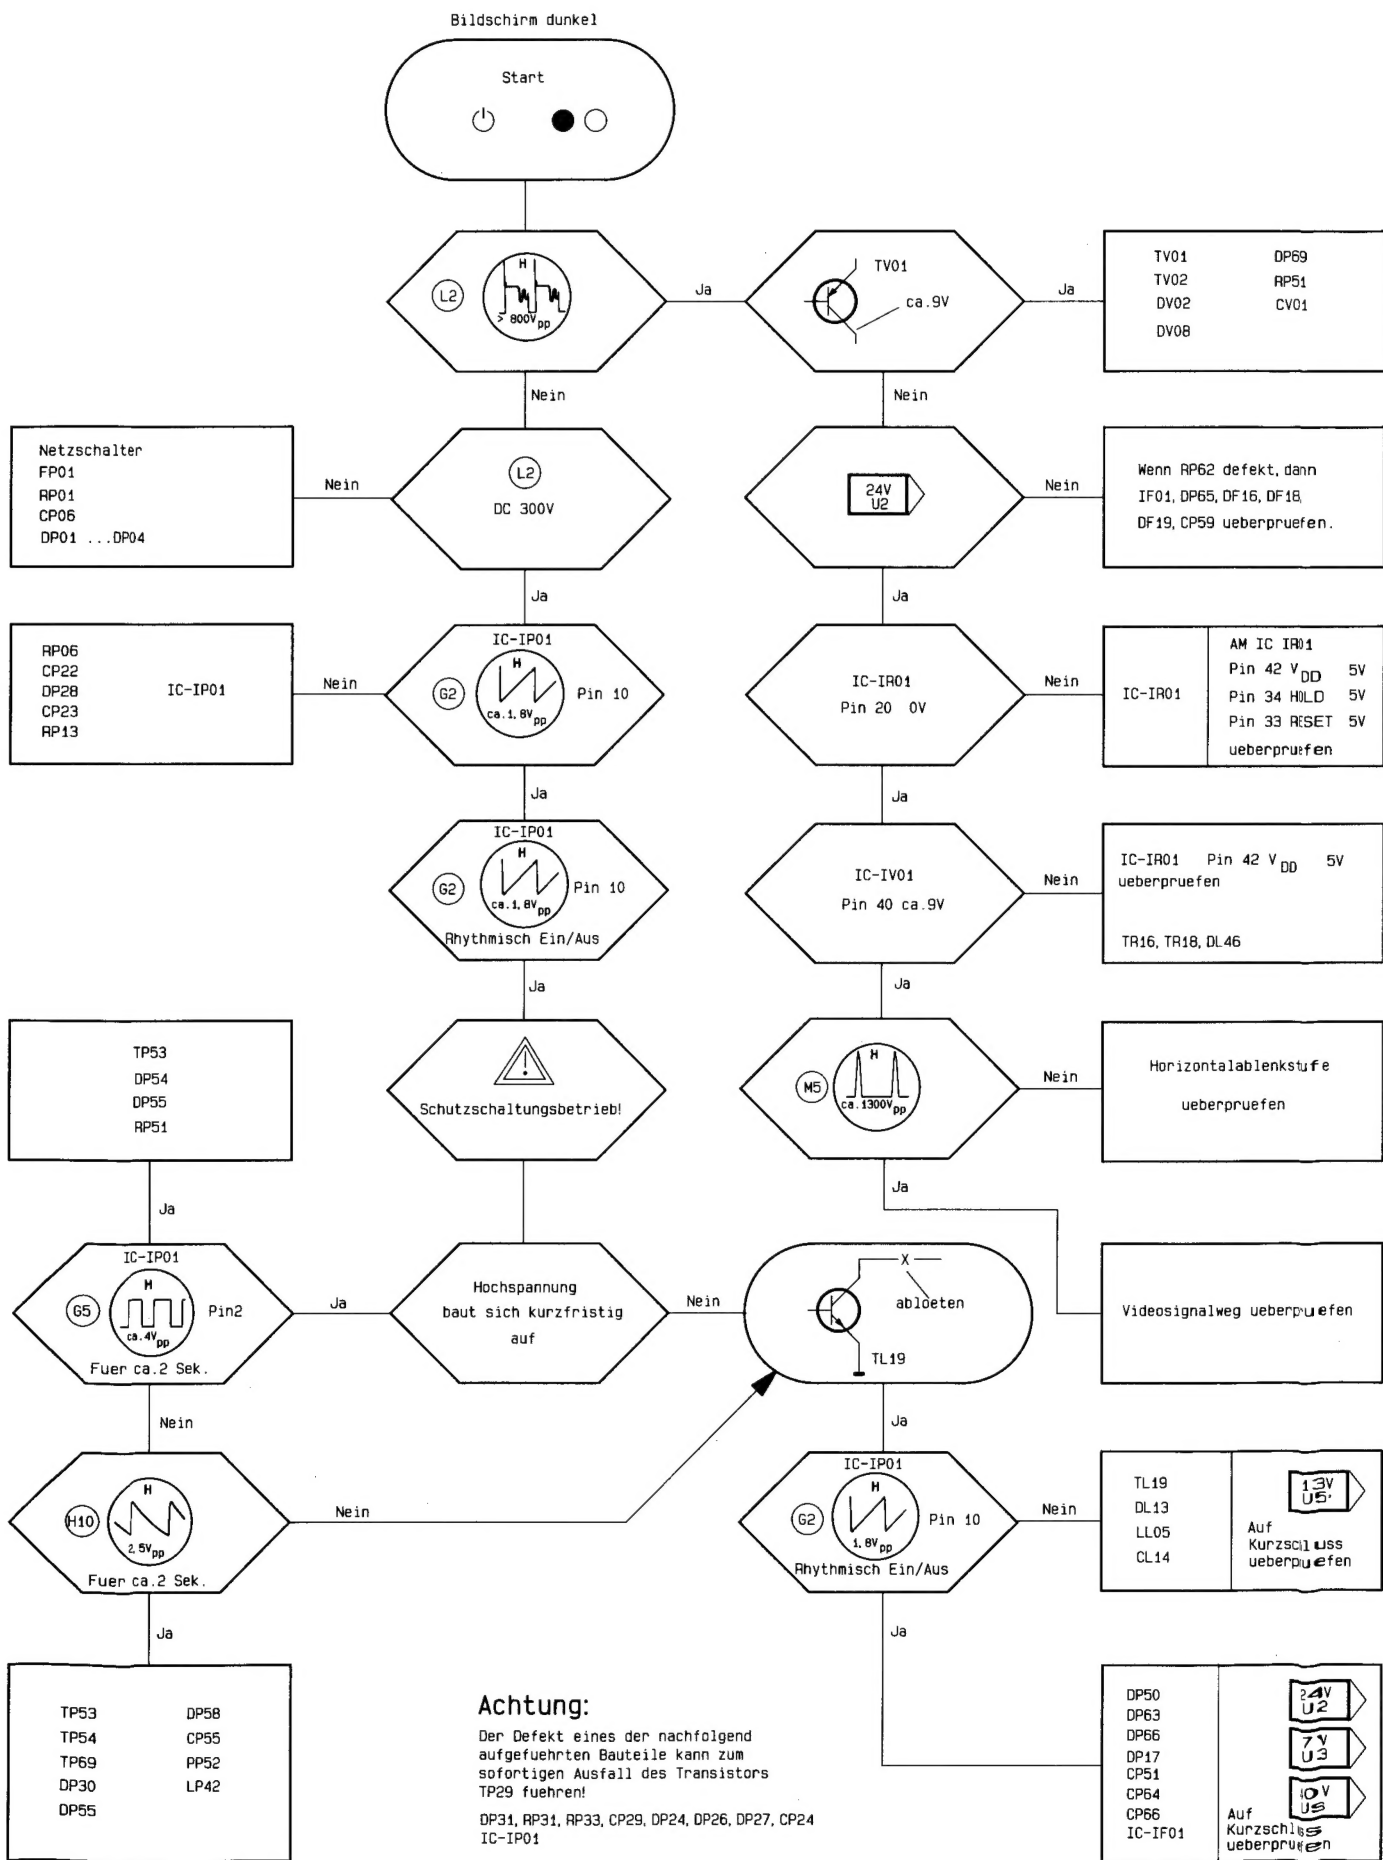 Bildschirm dunkel
Start
L2
H
> 800Vpp
Ja
TV01
ca.9V
Ja
TV01 DP69
TV02 RP51
DV02 CV01
DV08
Nein
Nein
Netzschalter
FP01
RP01
CP06
DP01 ...DP04
Nein
L2
DC 300V
24V
U2
Nein
Wenn RP62 defekt, dann
IF01, DP65, DF16, DF18,
DF19, CP59 ueberpruefen.
Ja
Ja
RP06
CP22
DP28
CP23
RP13
IC-IP01
Nein
IC-IP01
G2
H
ca.1,8Vpp
Pin 10
IC-IR01
Pin 20 0V
Nein
IC-IR01
AM IC IR01
Pin 42 VDD 5V
Pin 34 HOLD 5V
Pin 33 RESET 5V
ueberpruefen
Ja
Ja
IC-IP01
G2
H
ca.1,8Vpp
Pin 10
Rhythmisch Ein/Aus
IC-IV01
Pin 40 ca.9V
Nein
IC-IR01 Pin 42 VDD 5V
ueberpruefen
TR16, TR18, DL46
Ja
Ja
TP53
DP54
DP55
RP51
Schutzschaltungsbetrieb!
M5
H
ca.1300Vpp
Nein
Horizontalablenkstufe
ueberpruefen
Ja
Ja
IC-IP01
G5
H
ca.4Vpp
Pin2
Fuer ca.2 Sek.
Ja
Hochspannung
baut sich kurzfristig
auf
Nein
X
abloeten
TL19
Videosignalweg ueberpruefen
Nein
Ja
H10
H
2,5Vpp
Fuer ca.2 Sek.
Nein
IC-IP01
G2
H
1,8Vpp
Pin 10
Rhythmisch Ein/Aus
Nein
TL19
DL13
LL05
CL14
13V
U5'
Auf
Kurzschluss
ueberpruefen
Ja
Ja
TP53 DP58
TP54 CP55
TP69 PP52
DP30 LP42
DP55
Achtung:
Der Defekt eines der nachfolgend
aufgefuehrten Bauteile kann zum
sofortigen Ausfall des Transistors
TP29 fuehren!
DP31, RP31, RP33, CP29, DP24, DP26, DP27, CP24
IC-IP01
DP50
DP63
DP66
DP17
CP51
CP64
CP66
IC-IF01
24V
U2
7V
U3
U5
Auf
Kurzschluss
ueberpruefen